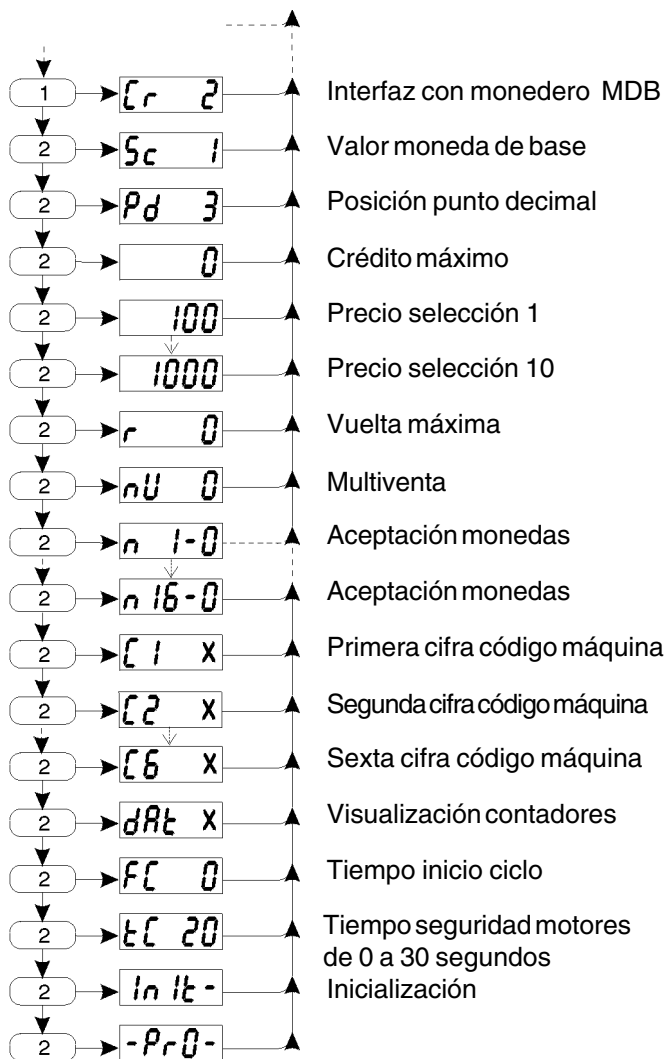 1 Cr 2 Interfaz con monedero MDB
2 Sc 1 Valor moneda de base
2 Pd 3 Posición punto decimal
2 0 Crédito máximo
2 100 Precio selección 1
2 1000 Precio selección 10
2 r 0 Vuelta máxima
2 nU 0 Multiventa
2 n 1-0 Aceptación monedas
2 n 16-0 Aceptación monedas
2 C1 X Primera cifra código máquina
2 C2 X Segunda cifra código máquina
2 C6 X Sexta cifra código máquina
2 dAt X Visualización contadores
2 FC 0 Tiempo inicio ciclo
2 tC 20 Tiempo seguridad motores
de 0 a 30 segundos
2 InIt- Inicialización
2 -Pr0-